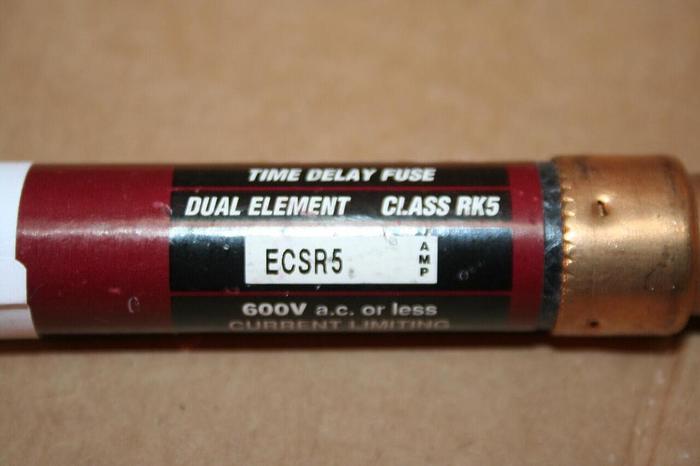 TIME DELAY FUSE
DUAL ELEMENT CLASS RK5
ECSR5 AMP
600V a.c. or less
CURRENT LIMITING